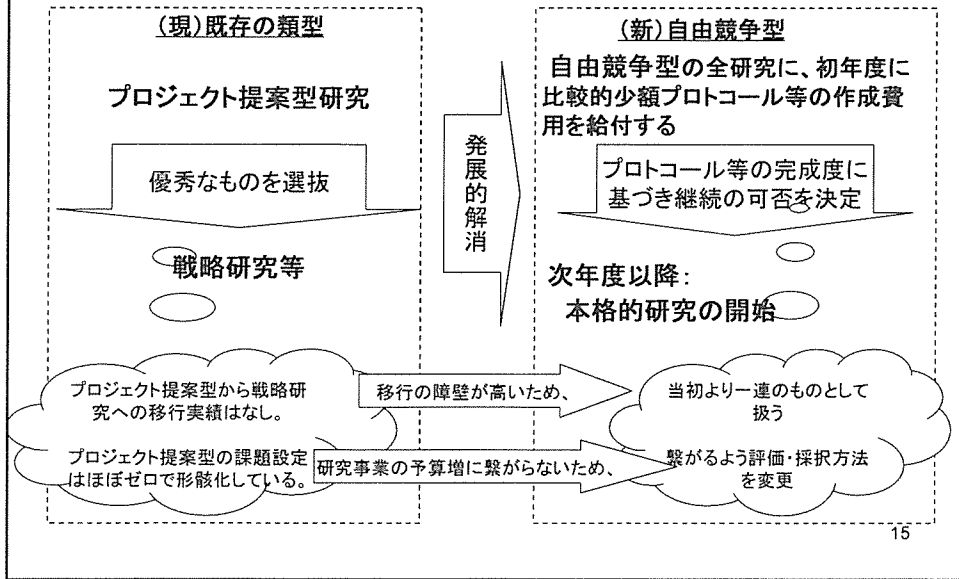 (現)既存の類型
プロジェクト提案型研究
優秀なものを選抜
戦略研究等
プロジェクト提案型から戦略研
究への移行実績はなし。
プロジェクト提案型の課題設定
はほぼゼロで形骸化している。
発展的解消
移行の障壁が高いため、
研究事業の予算増に繋がらないため、
(新)自由競争型
自由競争型の全研究に、初年度に
比較的少額プロトコール等の作成費
用を給付する
プロトコール等の完成度に
基づき継続の可否を決定
次年度以降:
本格的研究の開始
当初より一連のものとして
扱う
繋がるよう評価・採択方法
を変更
15